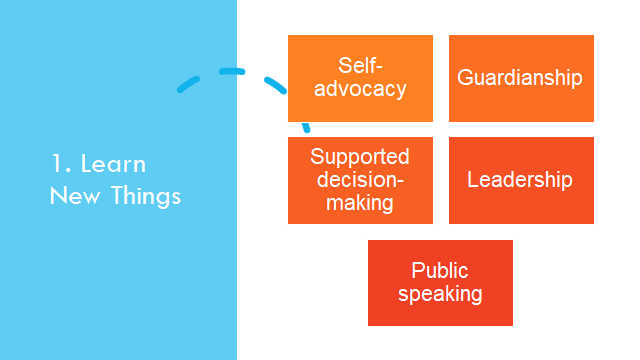 1. Learn
New Things
Self-
advocacy
Guardianship
Supported
decision-
making
Leadership
Public
speaking